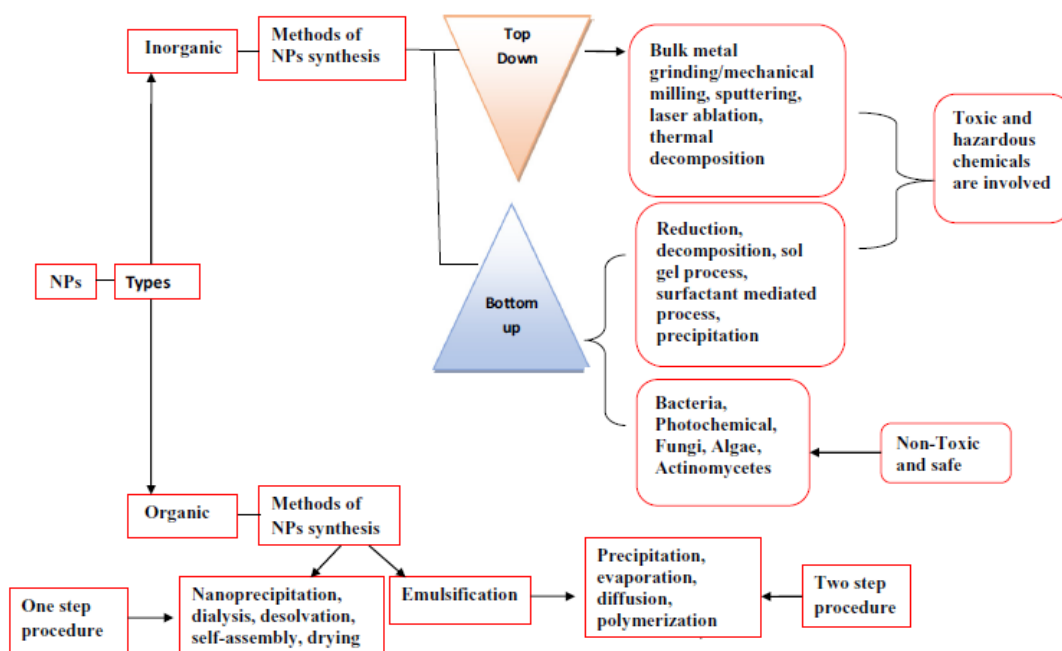 Inorganic
Methods of
NPs synthesis
Top
Down
Bulk metal
grinding/mechanical
milling, sputtering,
laser ablation,
thermal
decomposition
Toxic and
hazardous
chemicals
are involved
Reduction,
decomposition, sol
gel process,
surfactant mediated
process,
precipitation
NPs
Types
Bottom
up
Bacteria,
Photochemical,
Fungi, Algae,
Actinomycetes
Non-Toxic
and safe
Organic
Methods of
NPs synthesis
One step
procedure
Nanoprecipitation,
dialysis, desolvation,
self-assembly, drying
Emulsification
Precipitation,
evaporation,
diffusion,
polymerization
Two step
procedure